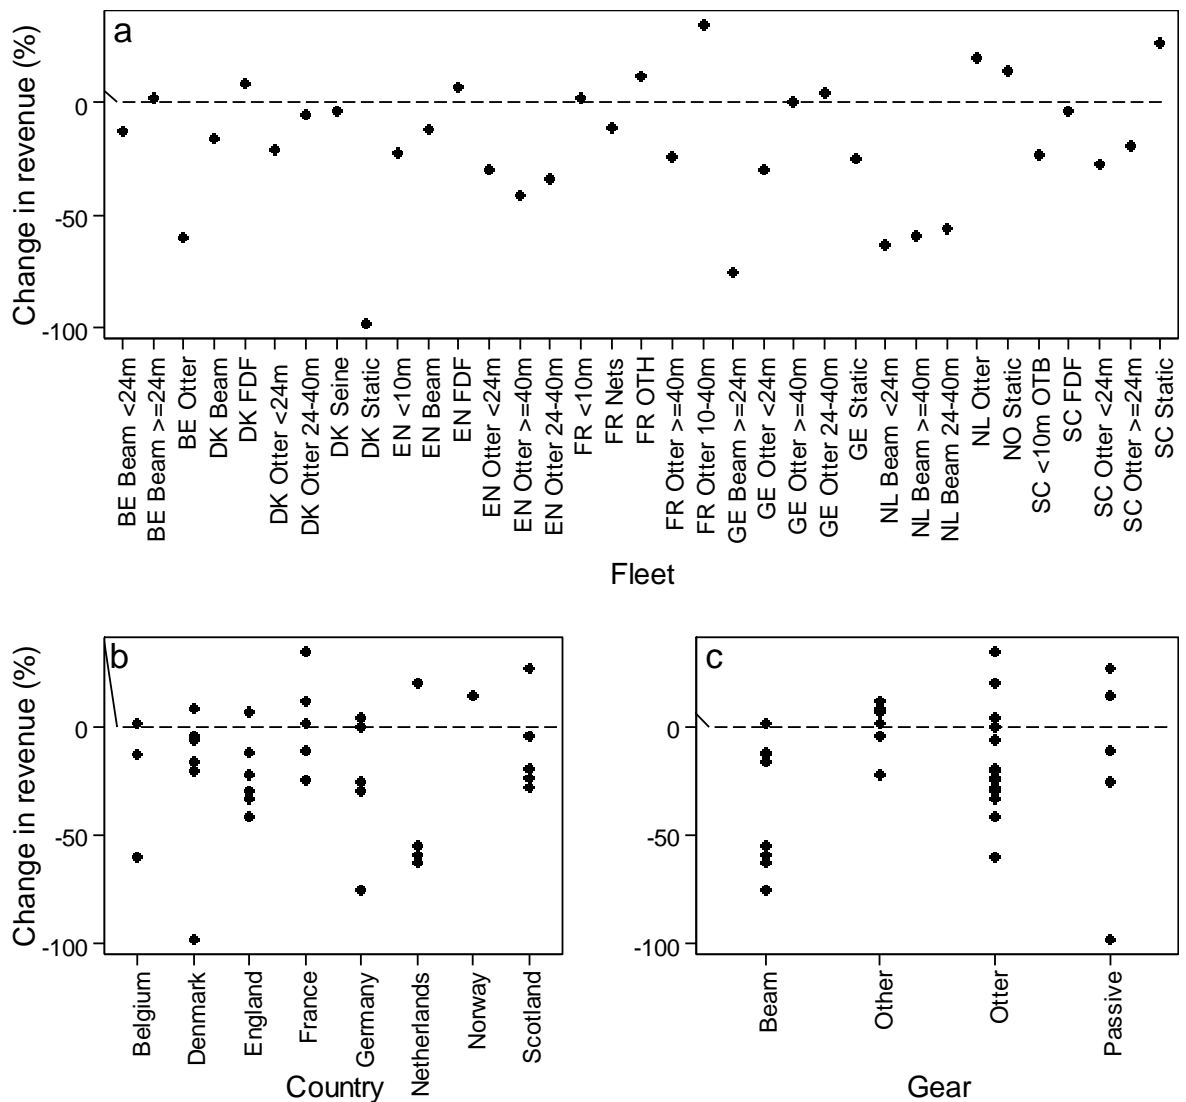 a
Change in revenue (%)
0
-50
-100
BE Beam <24m
BE Beam >=24m
BE Otter
DK Beam
DK FDF
DK Otter <24m
DK Otter 24-40m
DK Seine
DK Static
EN <10m
EN Beam
EN FDF
EN Otter <24m
EN Otter >=40m
EN Otter 24-40m
FR <10m
FR Nets
FR OTH
FR Otter >=40m
FR Otter 10-40m
GE Beam >=24m
GE Otter <24m
GE Otter >=40m
GE Otter 24-40m
GE Static
NL Beam <24m
NL Beam >=40m
NL Beam 24-40m
NL Otter
NO Static
SC <10m OTB
SC FDF
SC Otter <24m
SC Otter >=24m
SC Static
Fleet
b
Change in revenue (%)
0
-50
-100
Belgium
Denmark
England
France
Germany
Netherlands
Norway
Scotland
Country
c
0
-50
-100
Beam
Other
Otter
Passive
Gear